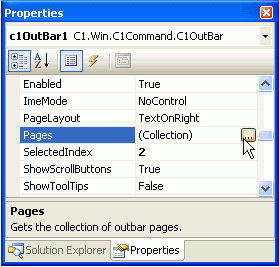 Properties
c1OutBar1 C1.Win.C1Command.C1OutBar
A Z
Enabled True
ImeMode NoControl
PageLayout TextOnRight
Pages (Collection) ...
SelectedIndex 2
ShowScrollButtons True
ShowToolTips False
Pages
Gets the collection of outbar pages.
Solution Explorer Properties